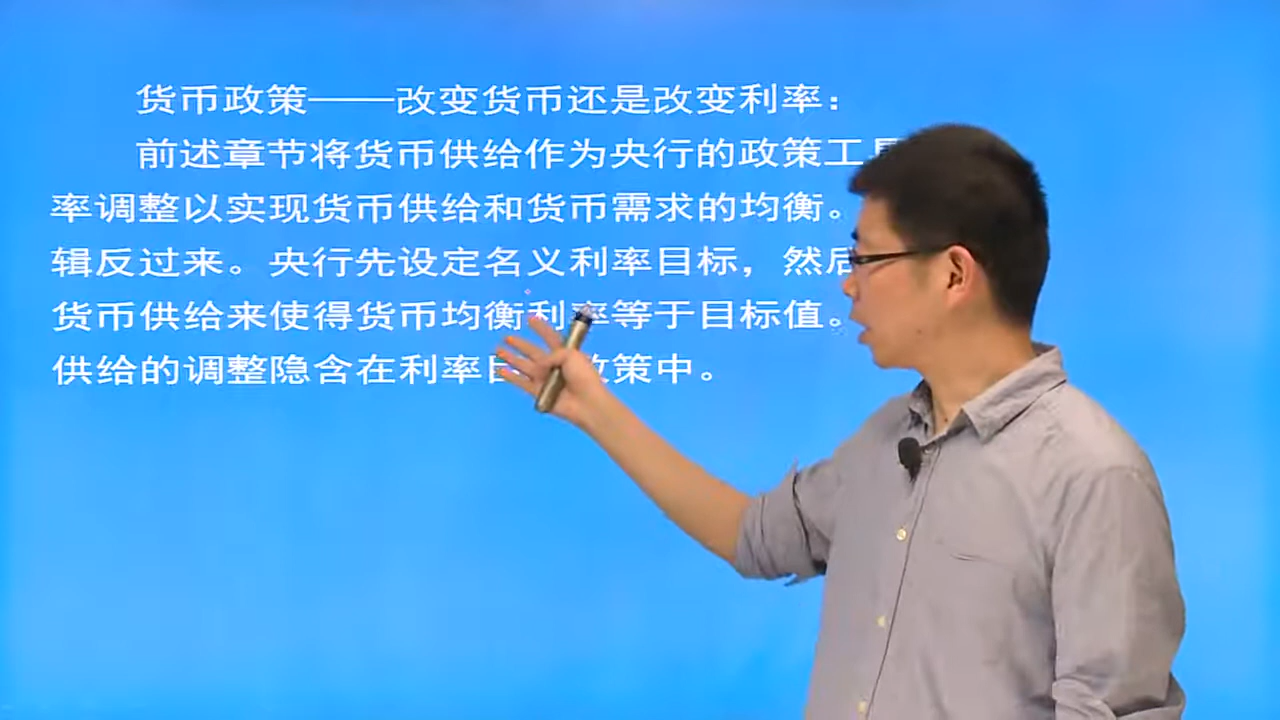 货币政策——改变货币还是改变利率：
前述章节将货币供给作为央行的政策工
率调整以实现货币供给和货币需求的均衡。
辑反过来。央行先设定名义利率目标，然后
货币供给来使得货币均衡利率等于目标值。
供给的调整隐含在利率目 政策中。